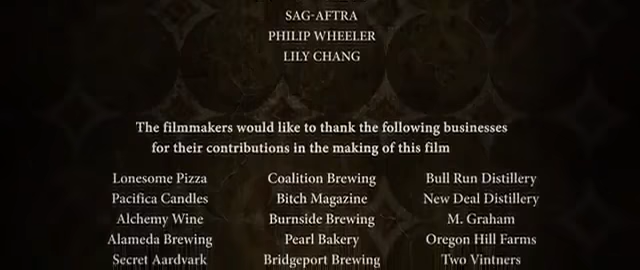 SAG-AFTRA
PHILIP WHEELER
LILY CHANG
The filmmakers would like to thank the following businesses
for their contributions in the making of this film
Lonesome Pizza Coalition Brewing Bull Run Distillery
Pacifica Candles Bitch Magazine New Deal Distillery
Alchemy Wine Burnside Brewing M. Graham
Alameda Brewing Pearl Bakery Oregon Hill Farms
Secret Aardvark Bridgeport Brewing Two Vintners